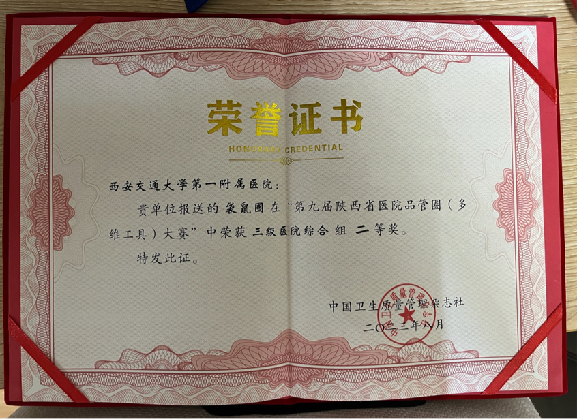 荣誉证书
HONORARY CREDENTIAL
西安交通大学第一附属医院：
贵单位报送的 氦氪圈在“第九届陕西省医院品管圈（多
维工具）大赛”中荣获 三级医院综合 组 二 等奖。
特发此证。
中国卫生质量管理杂志社
二〇二二年八月